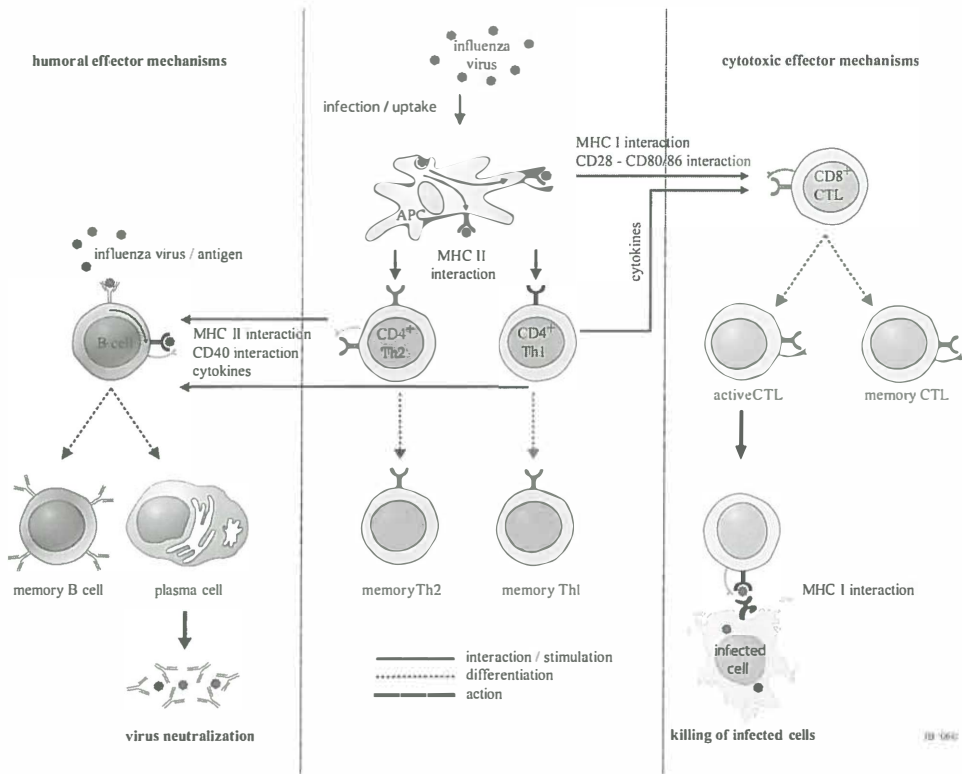 humoral effector mechanisms
influenza
virus
cytotoxic effector mechanisms
infection / uptake
MHC I interaction
CD28 - CD80/86 interaction
CD8+
CTL
APC
influenza virus / antigen
MHC II
interaction
cytokines
B cell
MHC II interaction
CD40 interaction
cytokines
CD4+
Th2
CD4+
Th1
activeCTL
memory CTL
memory B cell
plasma cell
memoryTh2
memory Th1
MHC I interaction
infected
cell
interaction / stimulation
differentiation
action
virus neutralization
killing of infected cells